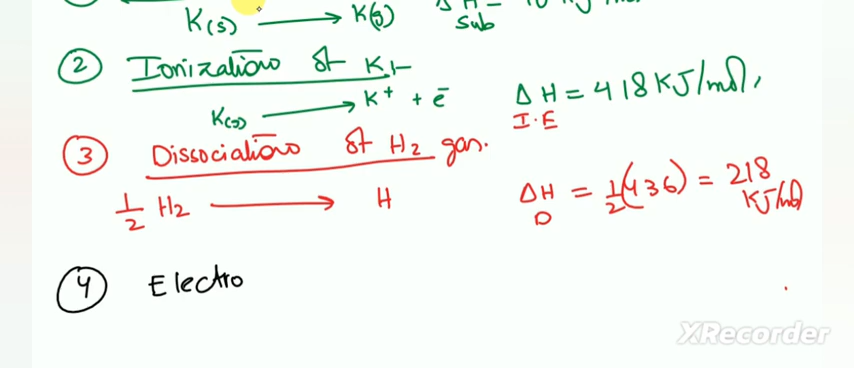 K(s) → K(g) ΔH sub
② Ionization of K :-
K(g) → K⁺ + ē ΔH I.E = 418 KJ/mol,
③ Dissociation of H₂ gas.
1/2 H₂ → H ΔH D = 1/2(436) = 218 KJ/mol
④ Electro
XRecorder